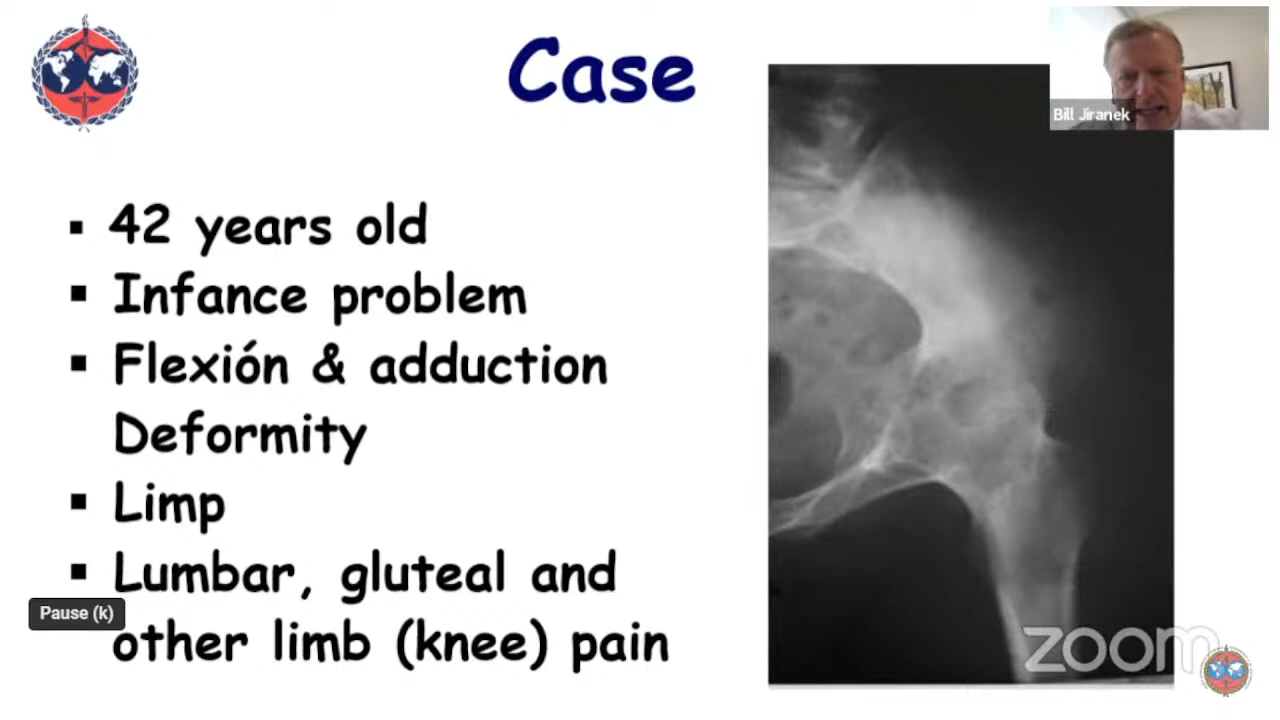 Case
Bill Jiranek
▪ 42 years old
▪ Infance problem
▪ Flexión & adduction
Deformity
▪ Limp
▪ Lumbar, gluteal and
Pause (k)
other limb (knee) pain
zoom